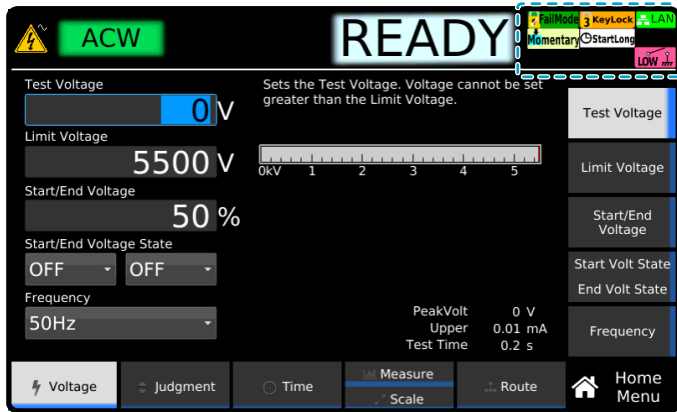 ACW
READY
FailMode 3 KeyLock LAN
Momentary StartLong
LOW
Test Voltage
0 V
Limit Voltage
5500 V
Start/End Voltage
50 %
Start/End Voltage State
OFF OFF
Frequency
50Hz
Sets the Test Voltage. Voltage cannot be set
greater than the Limit Voltage.
0kV 1 2 3 4 5
PeakVolt 0 V
Upper 0.01 mA
Test Time 0.2 s
Test Voltage
Limit Voltage
Start/End
Voltage
Start Volt State
End Volt State
Frequency
Voltage
Judgment
Time
Measure
Scale
Route
Home
Menu